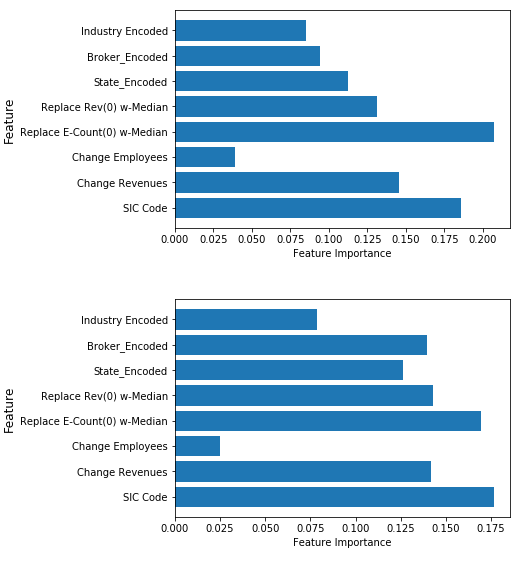 Feature
Industry Encoded
Broker_Encoded
State_Encoded
Replace Rev(0) w-Median
Replace E-Count(0) w-Median
Change Employees
Change Revenues
SIC Code
0.000 0.025 0.050 0.075 0.100 0.125 0.150 0.175 0.200
Feature Importance
Feature
Industry Encoded
Broker_Encoded
State_Encoded
Replace Rev(0) w-Median
Replace E-Count(0) w-Median
Change Employees
Change Revenues
SIC Code
0.000 0.025 0.050 0.075 0.100 0.125 0.150 0.175
Feature Importance